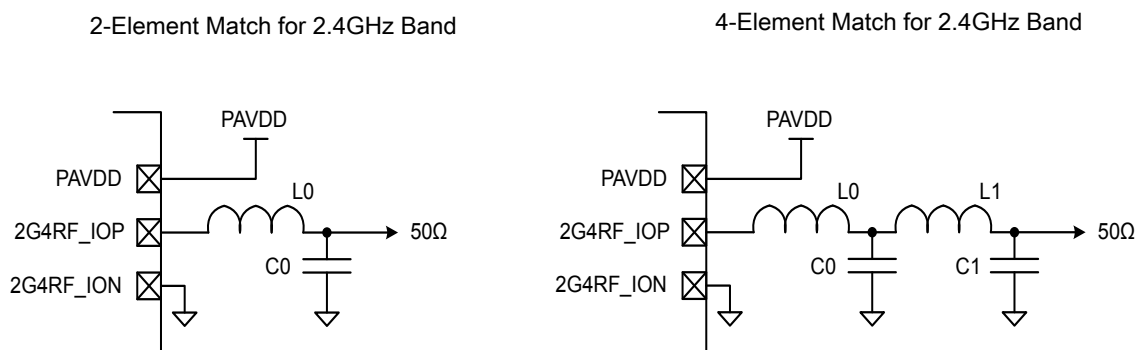 2-Element Match for 2.4GHz Band
PAVDD
PAVDD
L0
2G4RF_IOP
50Ω
C0
2G4RF_ION
4-Element Match for 2.4GHz Band
PAVDD
PAVDD
L0
L1
2G4RF_IOP
50Ω
C0
C1
2G4RF_ION